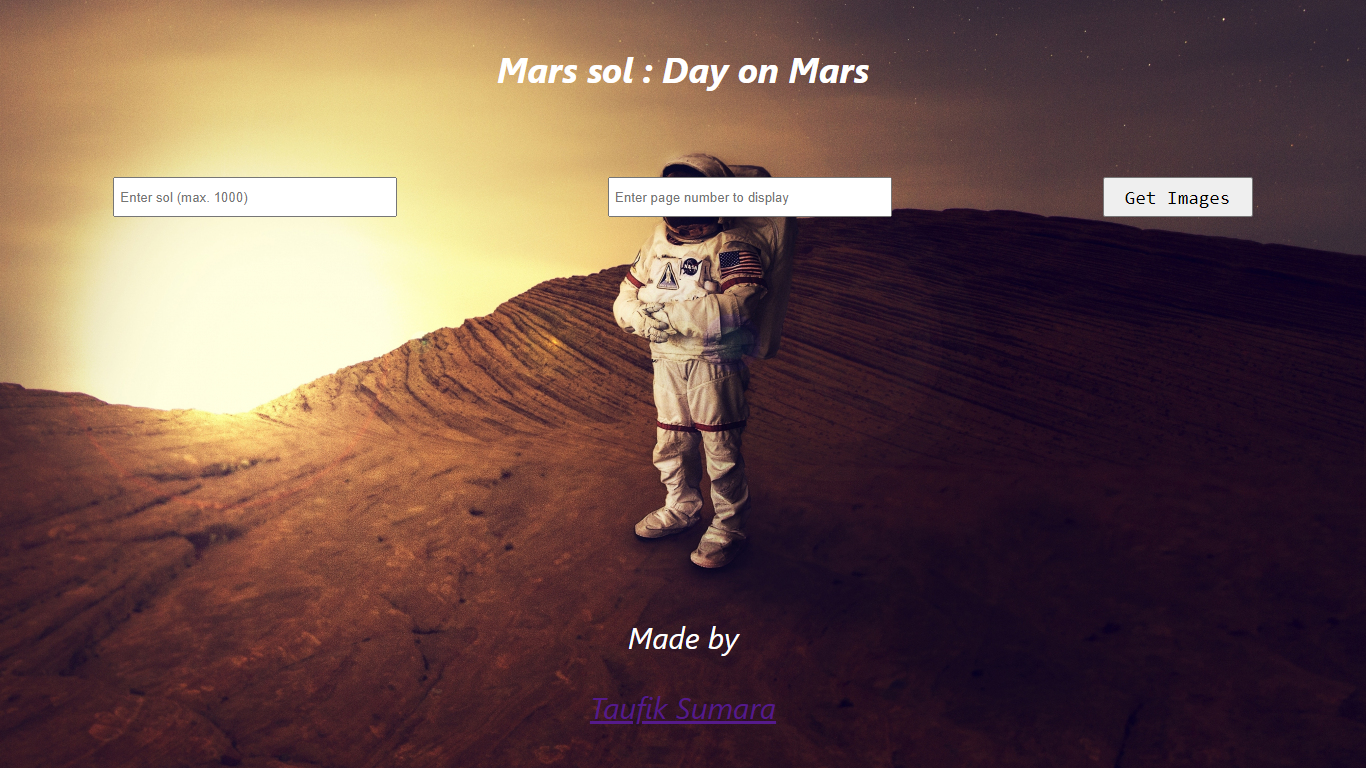 Mars sol : Day on Mars
Enter sol (max. 1000)
Enter page number to display
Get Images
NASA
Made by
Taufik Sumara